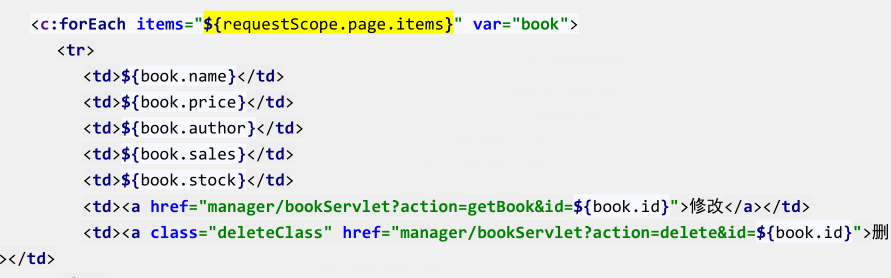 <c:forEach items="${requestScope.page.items}" var="book">
<tr>
<td>${book.name}</td>
<td>${book.price}</td>
<td>${book.author}</td>
<td>${book.sales}</td>
<td>${book.stock}</td>
<td><a href="manager/bookServlet?action=getBook&id=${book.id}">修改</a></td>
<td><a class="deleteClass" href="manager/bookServlet?action=delete&id=${book.id}">删
></td>